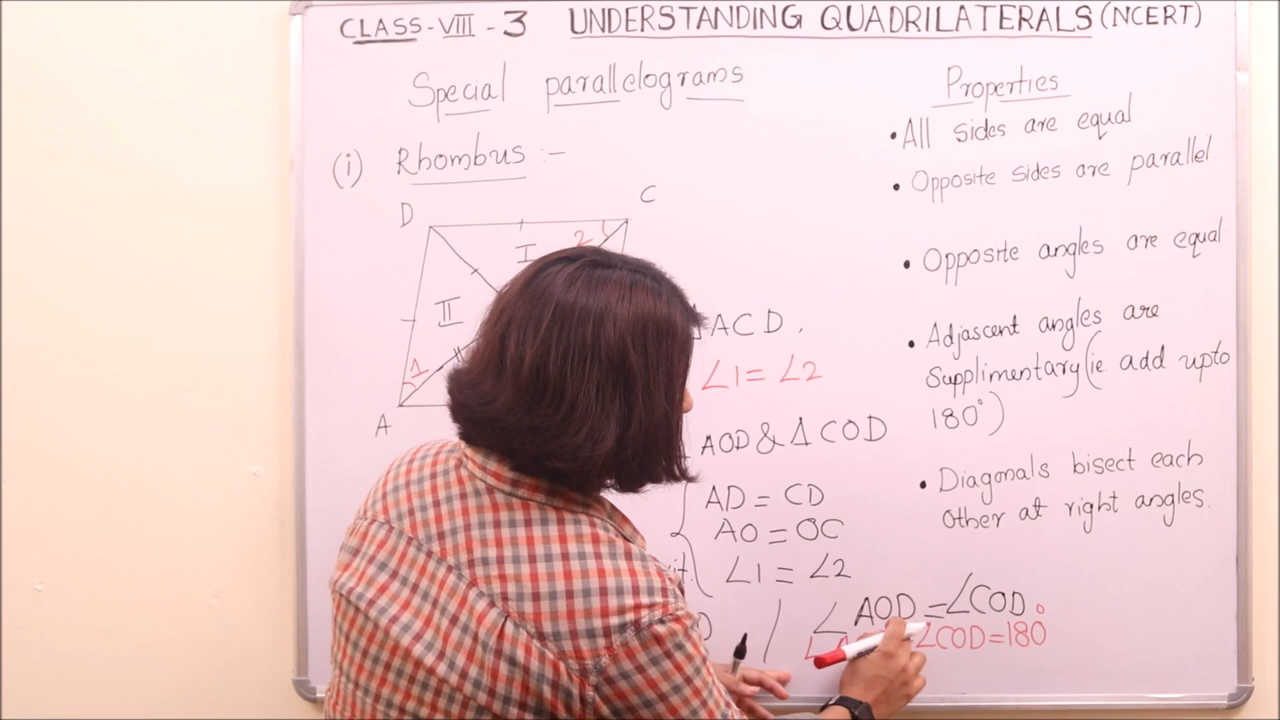 CLASS-VIII - 3 UNDERSTANDING QUADRILATERALS (NCERT)
Special parallelograms
(i) Rhombus :-
D
C
2
I
II
1
A
ACD.
∠1 = ∠2
AOD & Δ COD
AD = CD
AO = OC
∠1 = ∠2
∠AOD = ∠COD
∠COD = 180°
Properties
• All sides are equal
• Opposite sides are parallel.
• Opposite angles are equal
• Adjascent angles are
Supplimentary (ie. add upto
180°)
• Diagonals bisect each
other at right angles.